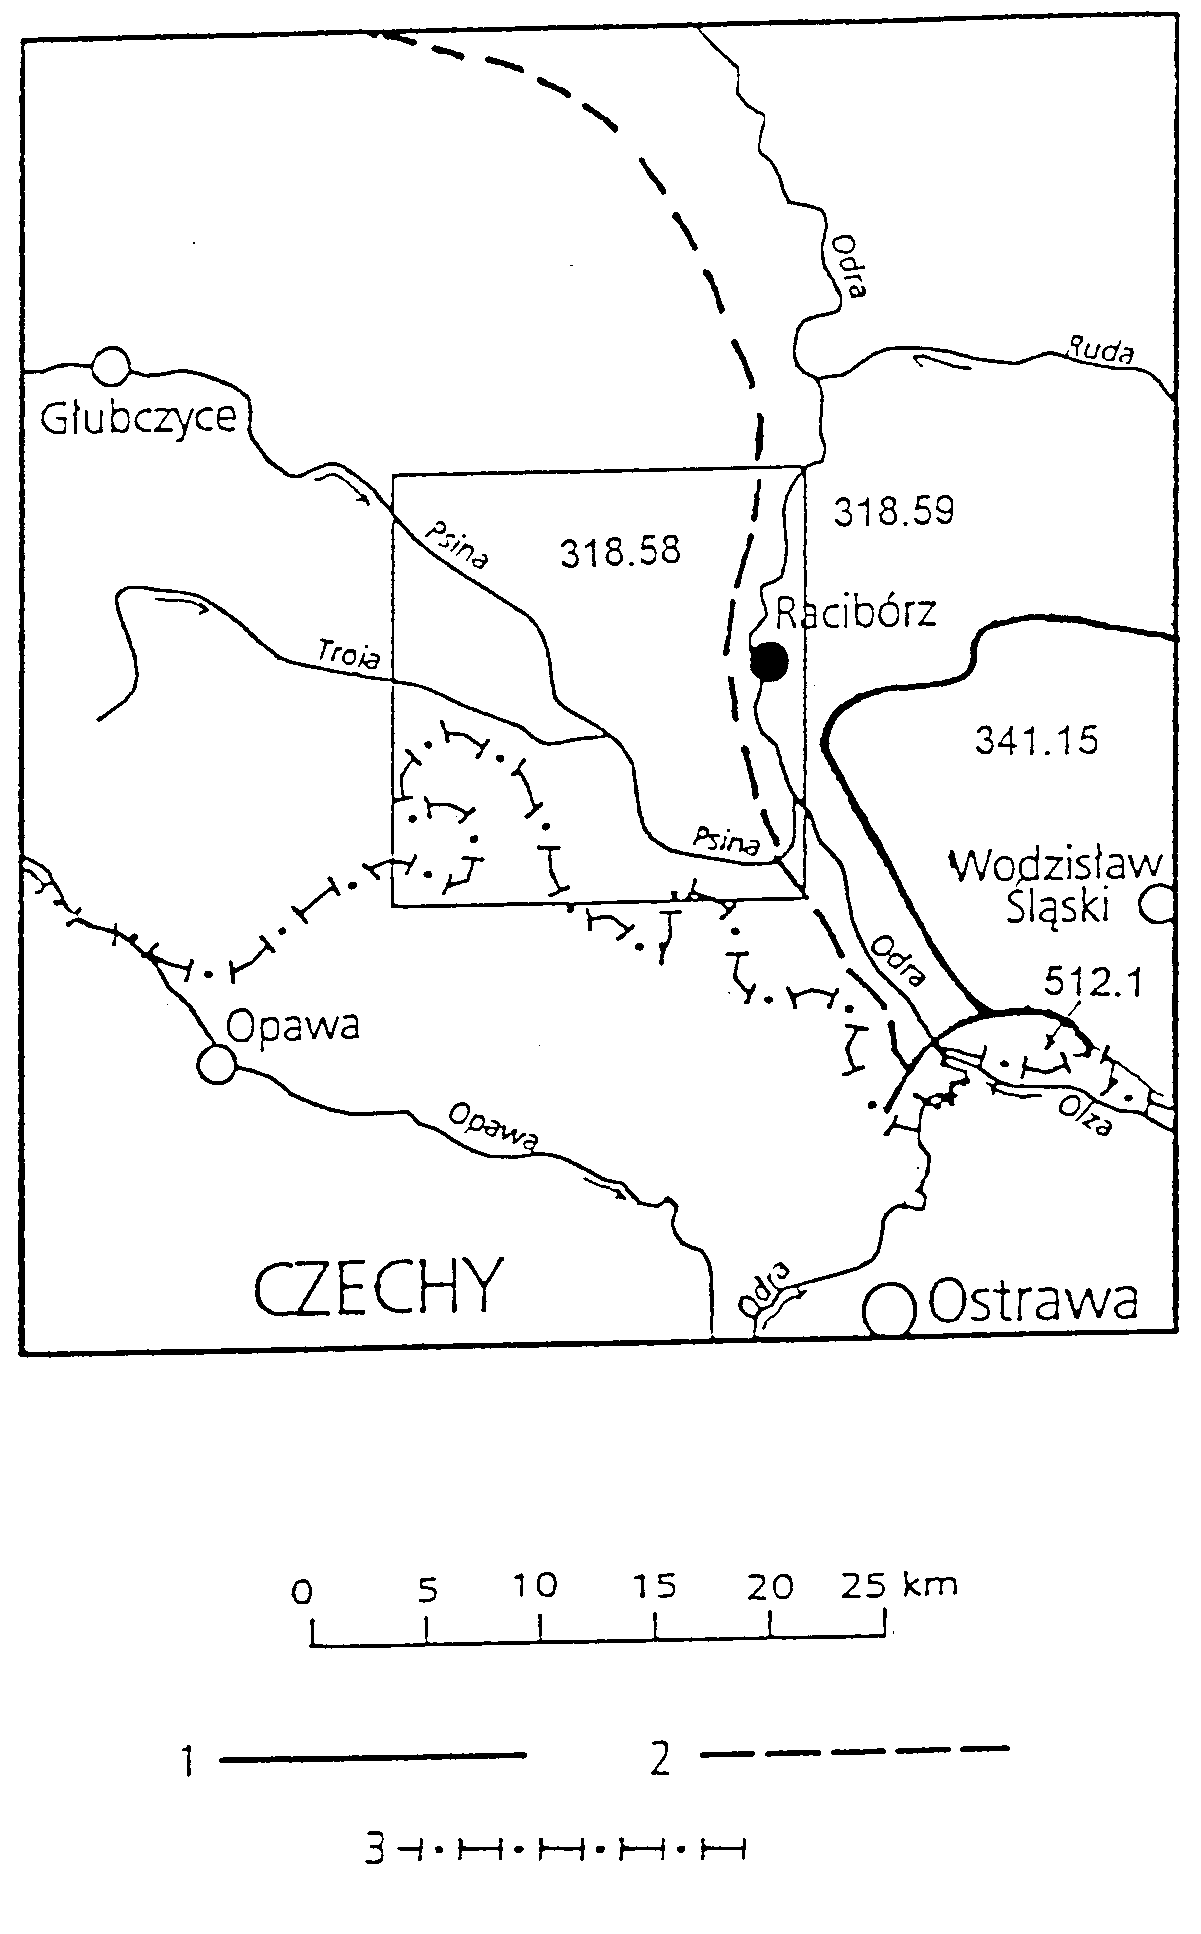 Odra
Ruda
Głubczyce
Psina
318.58
318.59
Racibórz
Troja
341.15
Psina
Wodzisław
Śląski
Odra
512.1
Opawa
Opawa
Olza
CZECHY
Odra
Ostrawa
0 5 10 15 20 25 km
1 2
3